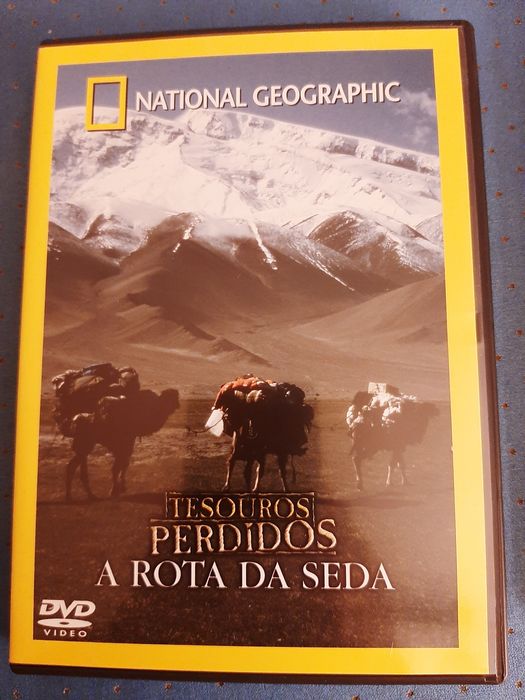 NATIONAL GEOGRAPHIC
TESOUROS
PERDIDOS
A ROTA DA SEDA
DVD
VIDEO